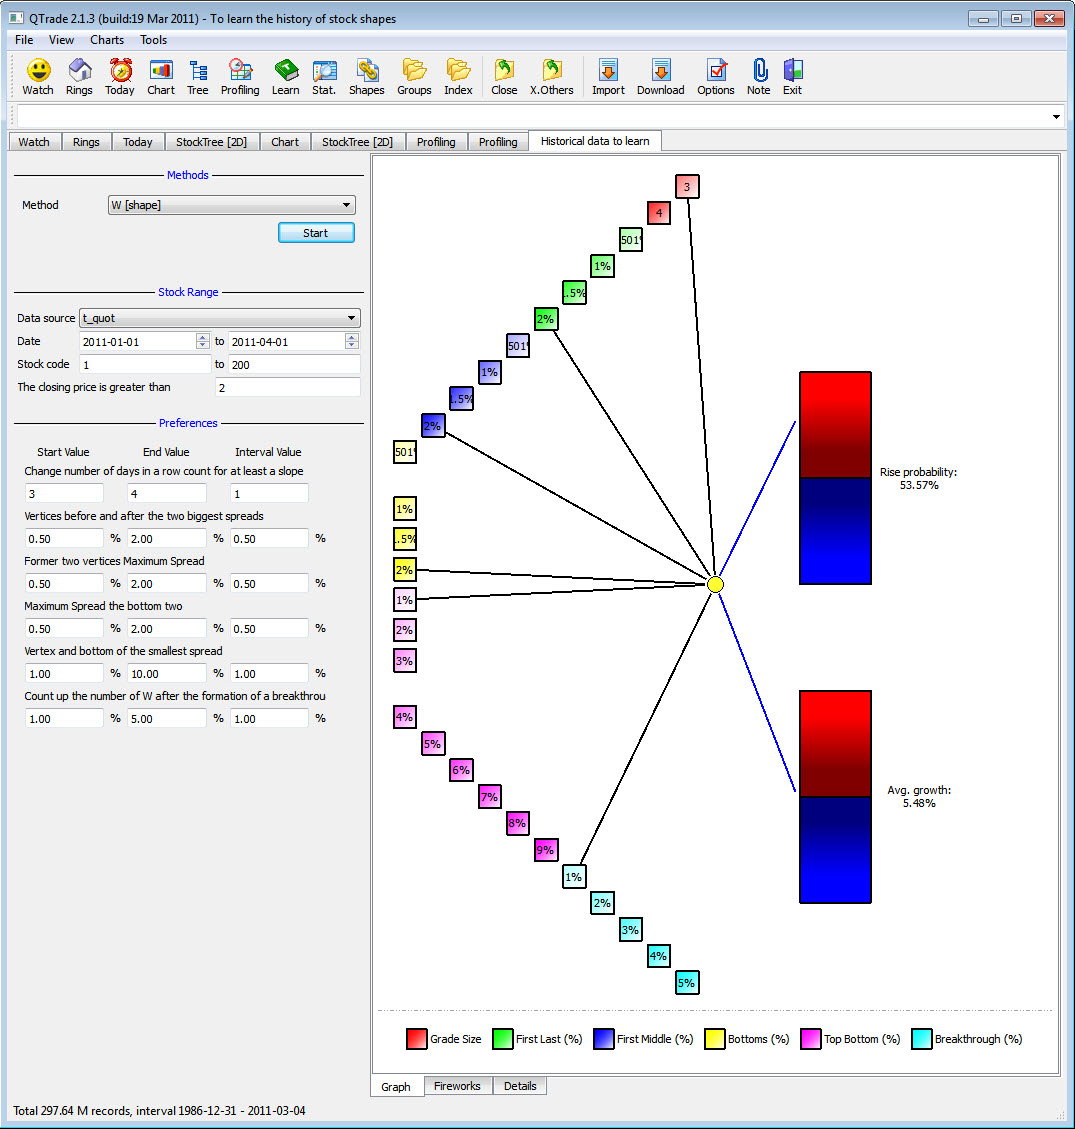 QTrade 2.1.3 (build:19 Mar 2011) - To learn the history of stock shapes
File View Charts Tools
Watch Rings Today Chart Tree Profiling Learn Stat. Shapes Groups Index Close X.Others Import Download Options Note Exit
Watch Rings Today StockTree [2D] Chart StockTree [2D] Profiling Profiling Historical data to learn
Methods
Method W [shape]
Start
Stock Range
Data source t_quot
Date 2011-01-01 to 2011-04-01
Stock code 1 to 200
The closing price is greater than 2
Preferences
Start Value End Value Interval Value
Change number of days in a row count for at least a slope
3 4 1
Vertices before and after the two biggest spreads
0.50 % 2.00 % 0.50 %
Former two vertices Maximum Spread
0.50 % 2.00 % 0.50 %
Maximum Spread the bottom two
0.50 % 2.00 % 0.50 %
Vertex and bottom of the smallest spread
1.00 % 10.00 % 1.00 %
Count up the number of W after the formation of a breakthrou
1.00 % 5.00 % 1.00 %
3
4
501%
1%
1.5%
2%
501%
1%
1.5%
2%
501%
1%
1.5%
2%
1%
2%
3%
4%
5%
6%
7%
8%
9%
1%
2%
3%
4%
5%
Rise probability:
53.57%
Avg. growth:
5.48%
Grade Size First Last (%) First Middle (%) Bottoms (%) Top Bottom (%) Breakthrough (%)
Graph Fireworks Details
Total 297.64 M records, interval 1986-12-31 - 2011-03-04